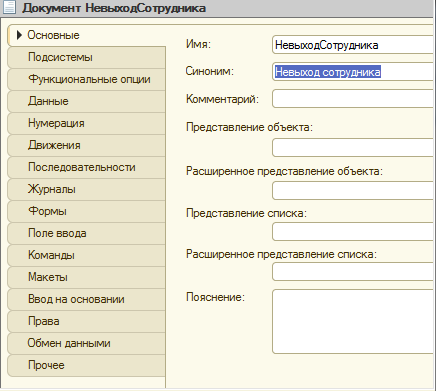 Документ НевыходСотрудника
Основные
Подсистемы
Функциональные опции
Данные
Нумерация
Движения
Последовательности
Журналы
Формы
Поле ввода
Команды
Макеты
Ввод на основании
Права
Обмен данными
Прочее
Имя: НевыходСотрудника
Синоним: Невыход сотрудника
Комментарий:
Представление объекта:
Расширенное представление объекта:
Представление списка:
Расширенное представление списка:
Пояснение: